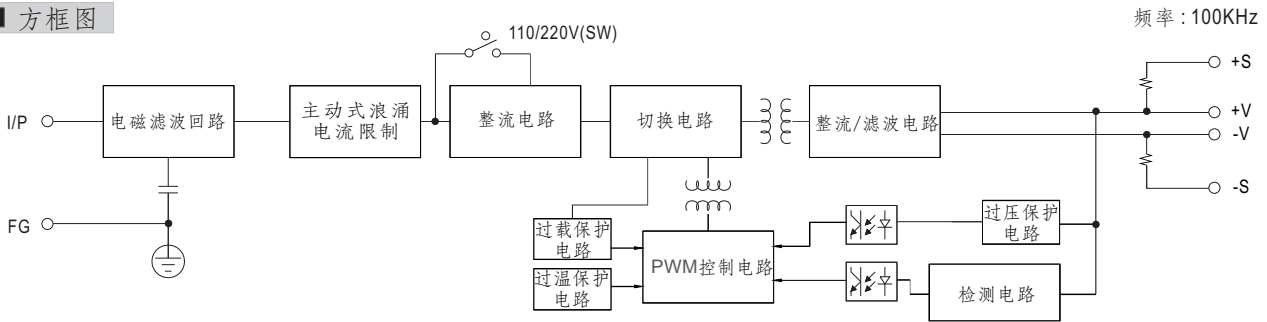 方框图
频率 : 100KHz
110/220V(SW)
+S
I/P
电磁滤波回路
主动式浪涌
电流限制
整流电路
切换电路
整流/滤波电路
+V
-V
-S
FG
过载保护
电路
过温保护
电路
PWM控制电路
过压保护
电路
检测电路